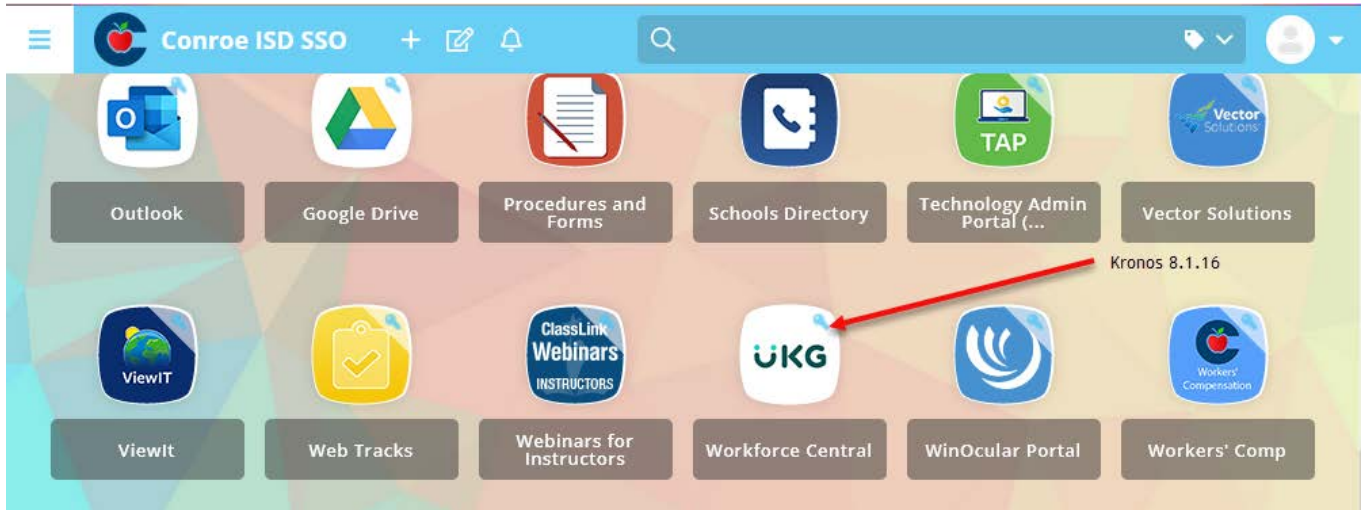 Conroe ISD SSO
TAP
Vector
Solutions
Outlook
Google Drive
Procedures and
Forms
Schools Directory
Technology Admin
Portal (...
Vector Solutions
Kronos 8.1.16
ViewIT
ClassLink
Webinars
INSTRUCTORS
UKG
Workers'
Compensation
ViewIt
Web Tracks
Webinars for
Instructors
Workforce Central
WinOcular Portal
Workers' Comp